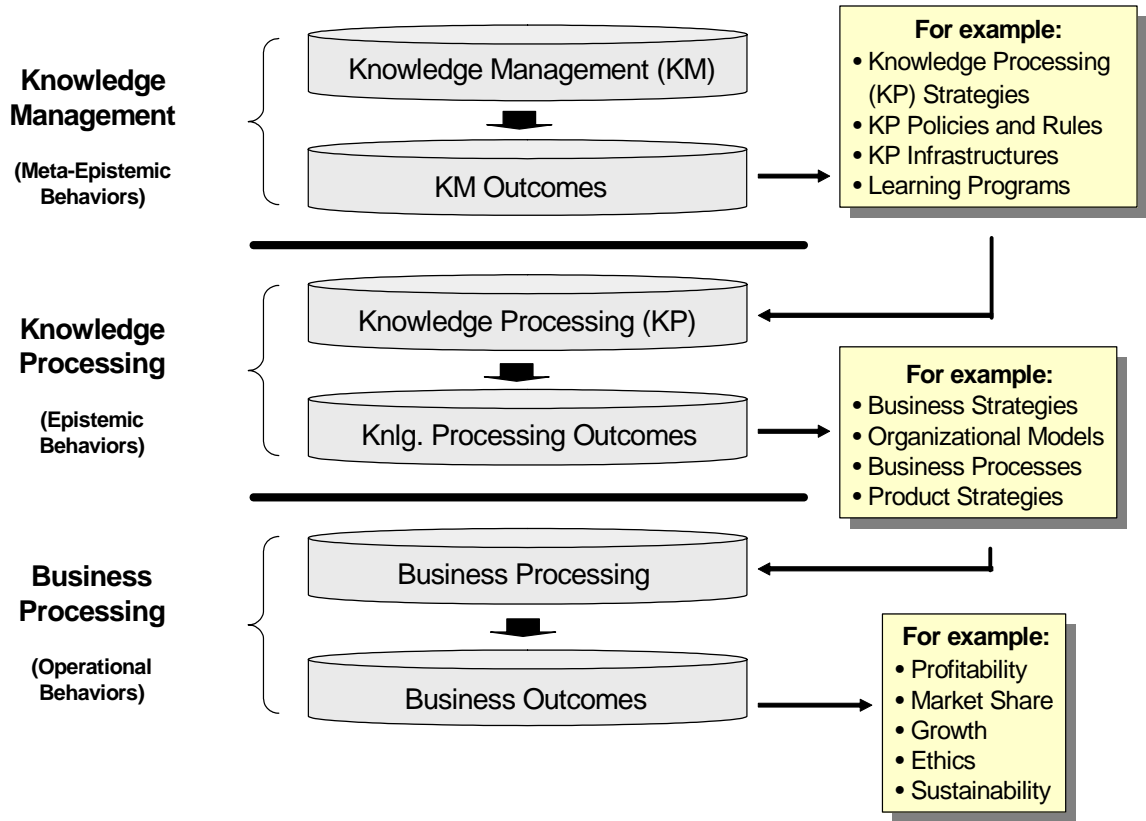 Knowledge
Management
(Meta-Epistemic
Behaviors)
Knowledge Management (KM)
KM Outcomes
For example:
• Knowledge Processing
(KP) Strategies
• KP Policies and Rules
• KP Infrastructures
• Learning Programs
Knowledge
Processing
(Epistemic
Behaviors)
Knowledge Processing (KP)
Knlg. Processing Outcomes
For example:
• Business Strategies
• Organizational Models
• Business Processes
• Product Strategies
Business
Processing
(Operational
Behaviors)
Business Processing
Business Outcomes
For example:
• Profitability
• Market Share
• Growth
• Ethics
• Sustainability